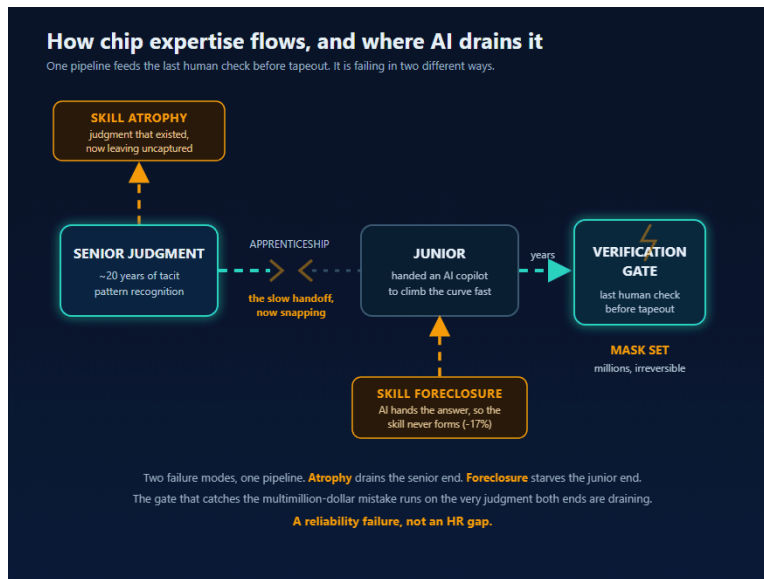 How chip expertise flows, and where AI drains it
One pipeline feeds the last human check before tapeout. It is failing in two different ways.
SKILL ATROPHY
judgment that existed,
now leaving uncaptured
SENIOR JUDGMENT
~20 years of tacit
pattern recognition
APPRENTICESHIP
the slow handoff,
now snapping
JUNIOR
handed an AI copilot
to climb the curve fast
years
VERIFICATION
GATE
last human check
before tapeout
MASK SET
millions, irreversible
SKILL FORECLOSURE
AI hands the answer, so the
skill never forms (-17%)
Two failure modes, one pipeline. Atrophy drains the senior end. Foreclosure starves the junior end.
The gate that catches the multimillion-dollar mistake runs on the very judgment both ends are draining.
A reliability failure, not an HR gap.